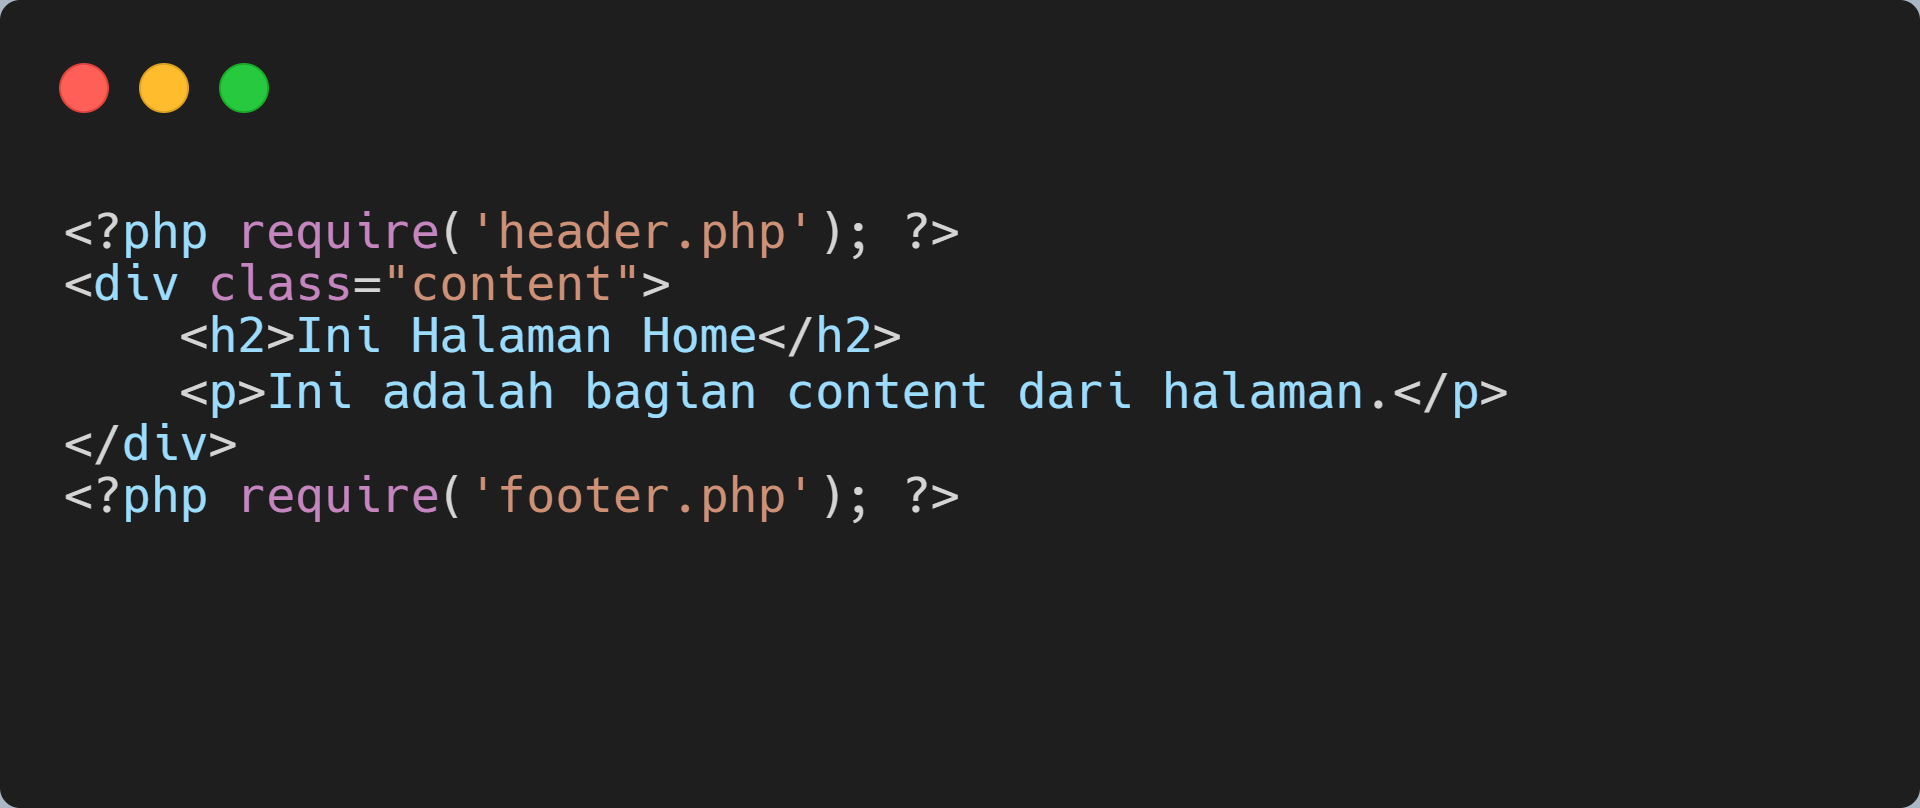 <?php require('header.php'); ?>
<div class="content">
    <h2>Ini Halaman Home</h2>
    <p>Ini adalah bagian content dari halaman.</p>
</div>
<?php require('footer.php'); ?>